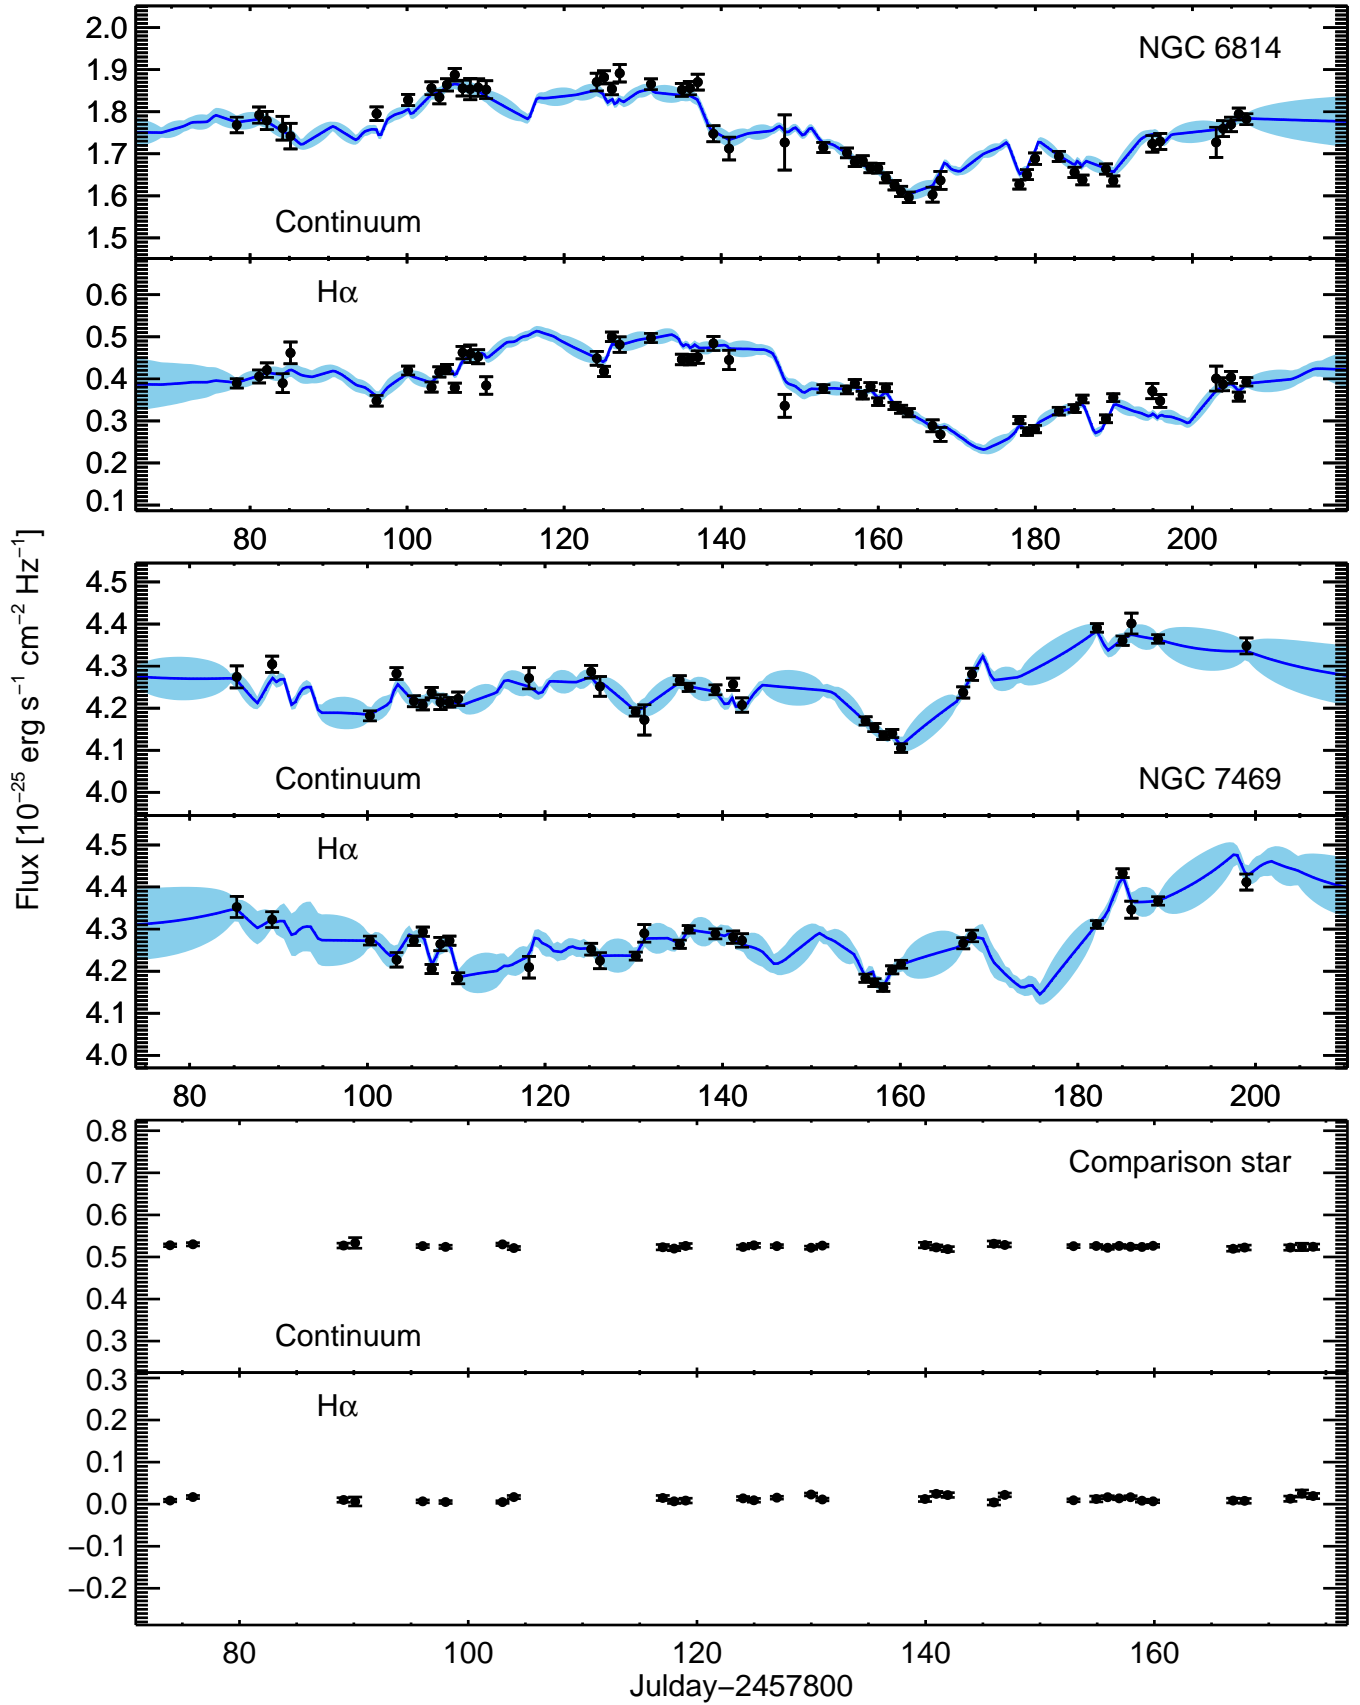 2.0
NGC 6814
1.9
1.8
1.7
1.6
1.5
Continuum
Hα
0.6
0.5
0.4
0.3
0.2
0.1
80 100 120 140 160 180 200
4.5
4.4
4.3
4.2
4.1
4.0
Continuum
NGC 7469
Hα
4.5
4.4
4.3
4.2
4.1
4.0
80 100 120 140 160 180 200
0.8
Comparison star
0.7
0.6
0.5
0.4
0.3
Continuum
Hα
0.3
0.2
0.1
0.0
−0.1
−0.2
80 100 120 140 160
Julday−2457800
Flux [10⁻²⁵ erg s⁻¹ cm⁻² Hz⁻¹]